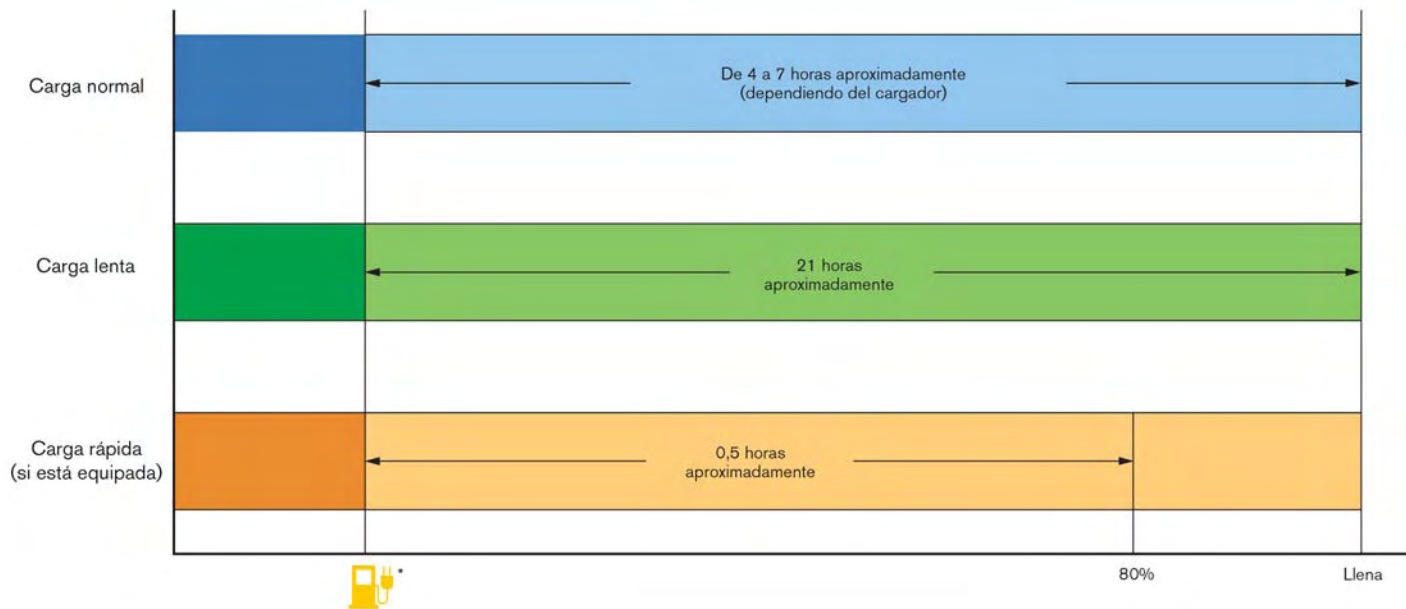 Carga normal
De 4 a 7 horas aproximadamente
(dependiendo del cargador)
Carga lenta
21 horas
aproximadamente
Carga rápida
(si está equipada)
0,5 horas
aproximadamente
*
80%
Llena